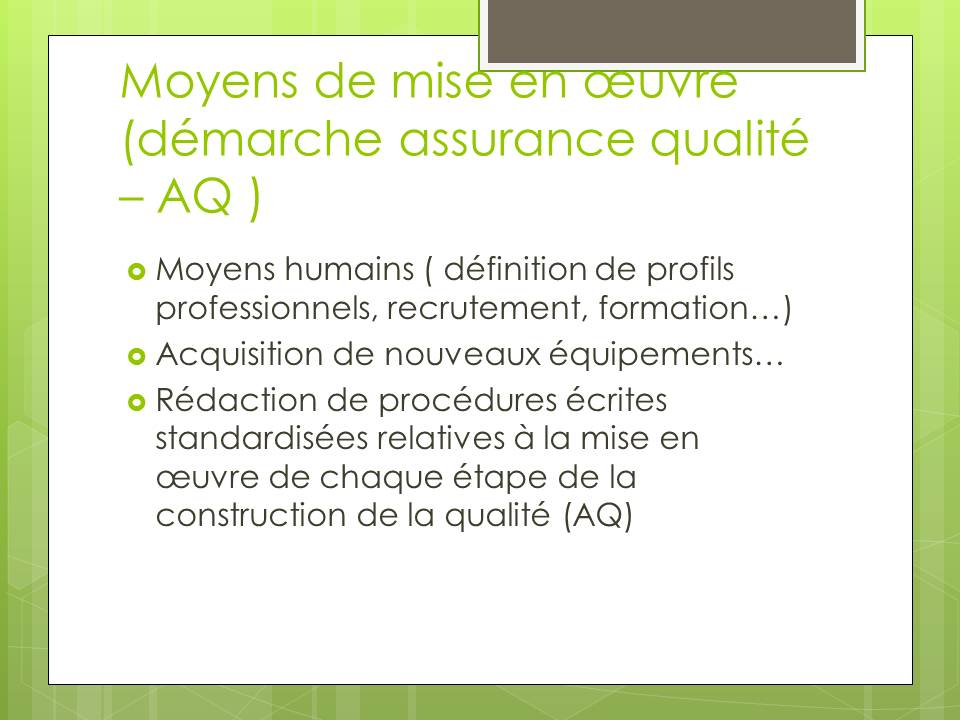 Moyens de mise en œuvre
(démarche assurance qualité
– AQ )
Moyens humains ( définition de profils
professionnels, recrutement, formation…)
Acquisition de nouveaux équipements…
Rédaction de procédures écrites
standardisées relatives à la mise en
œuvre de chaque étape de la
construction de la qualité (AQ)